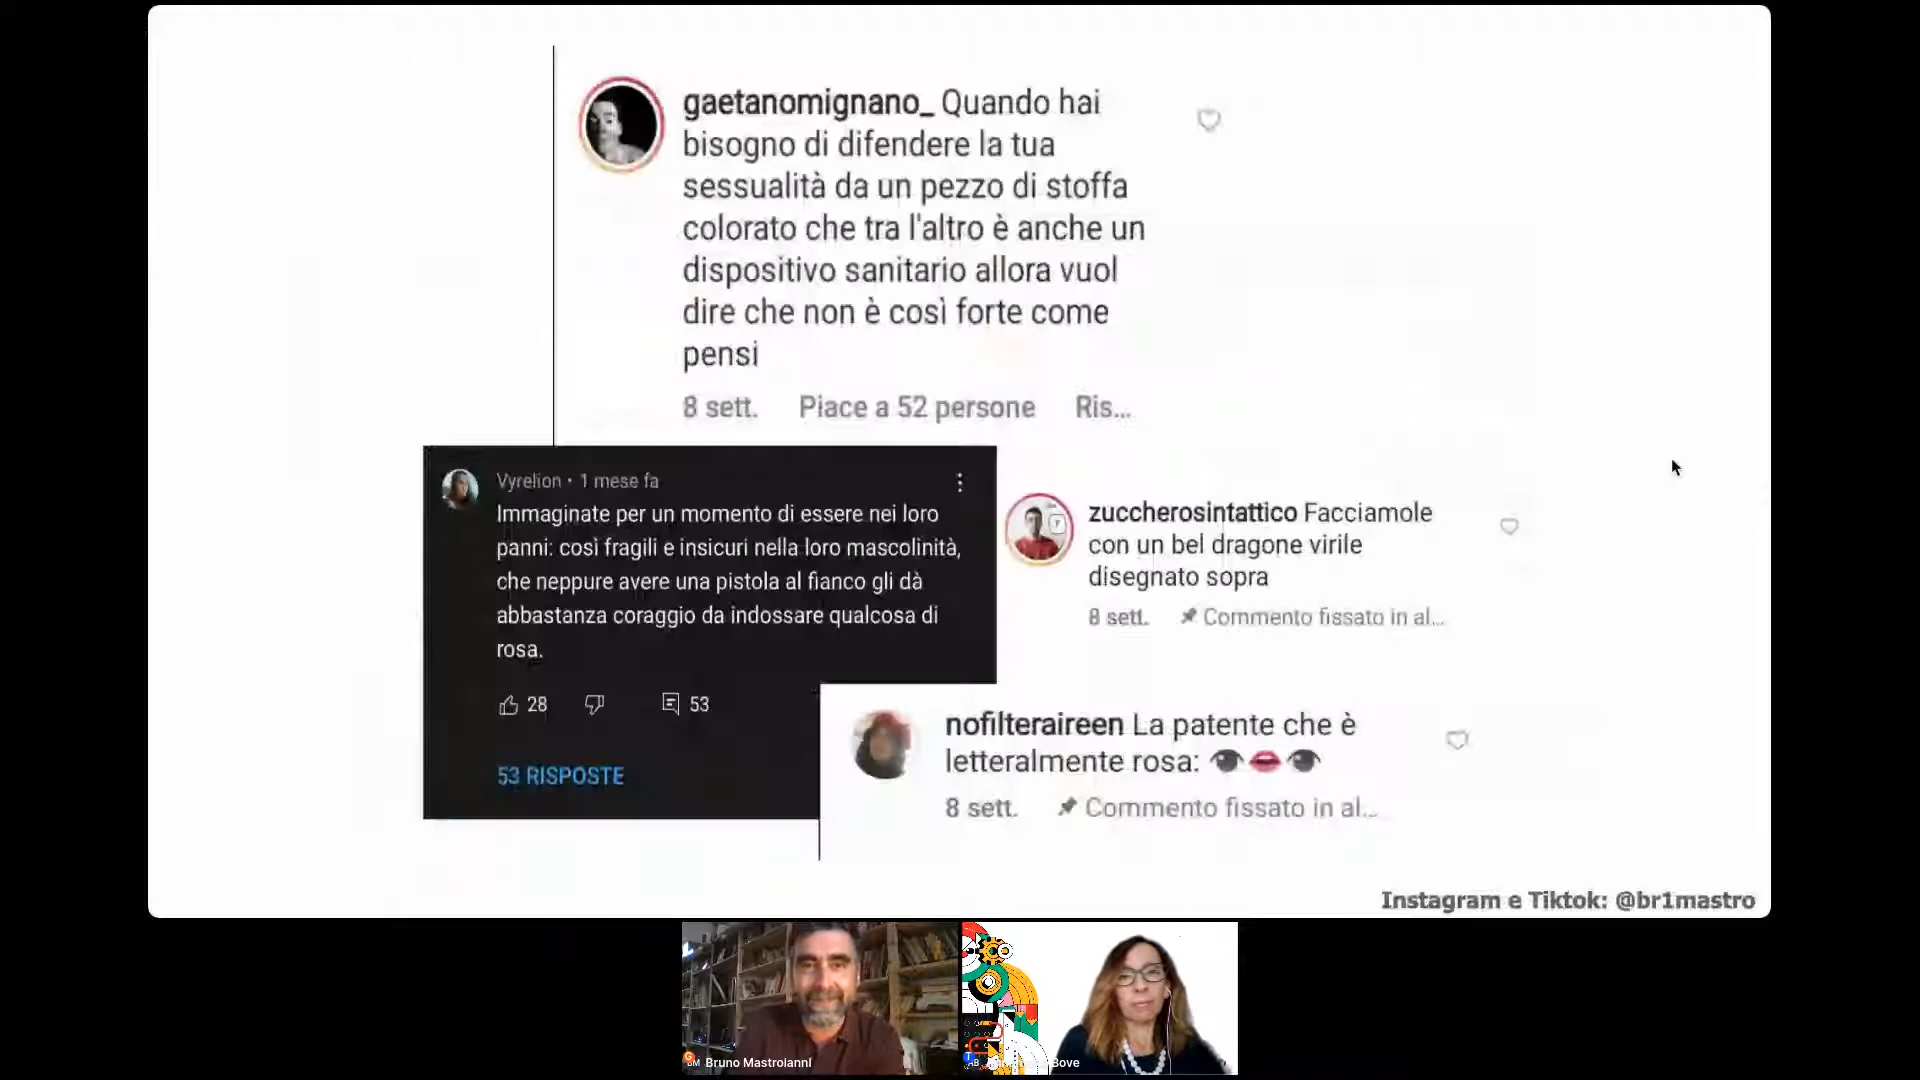 gaetanomignano_ Quando hai
bisogno di difendere la tua
sessualità da un pezzo di stoffa
colorato che tra l'altro è anche un
dispositivo sanitario allora vuol
dire che non è così forte come
pensi
8 sett. Piace a 52 persone Ris...
Vyrelion • 1 mese fa
Immaginate per un momento di essere nei loro
panni: così fragili e insicuri nella loro mascolinità,
che neppure avere una pistola al fianco gli dà
abbastanza coraggio da indossare qualcosa di
rosa.
28 53
53 RISPOSTE
zuccherosintattico Facciamole
con un bel dragone virile
disegnato sopra
8 sett. Commento fissato in al...
nofilteraireen La patente che è
letteralmente rosa: 👁👄👁
8 sett. Commento fissato in al...
Instagram e Tiktok: @br1mastro
BM Bruno Mastroianni
AB Bove